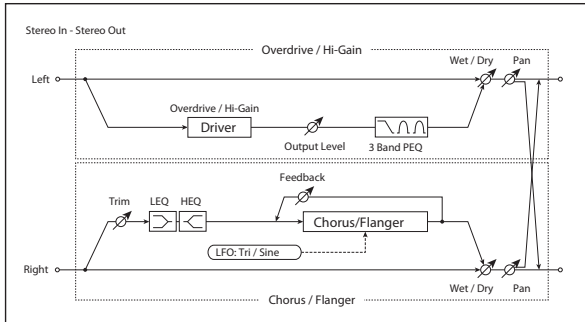 Stereo In - Stereo Out
Overdrive / Hi-Gain
Wet / Dry
Pan
Left
Overdrive / Hi-Gain
Driver
Output Level
3 Band PEQ
Feedback
Trim
LEQ
HEQ
Chorus/Flanger
LFO: Tri / Sine
Right
Wet / Dry
Pan
Chorus / Flanger